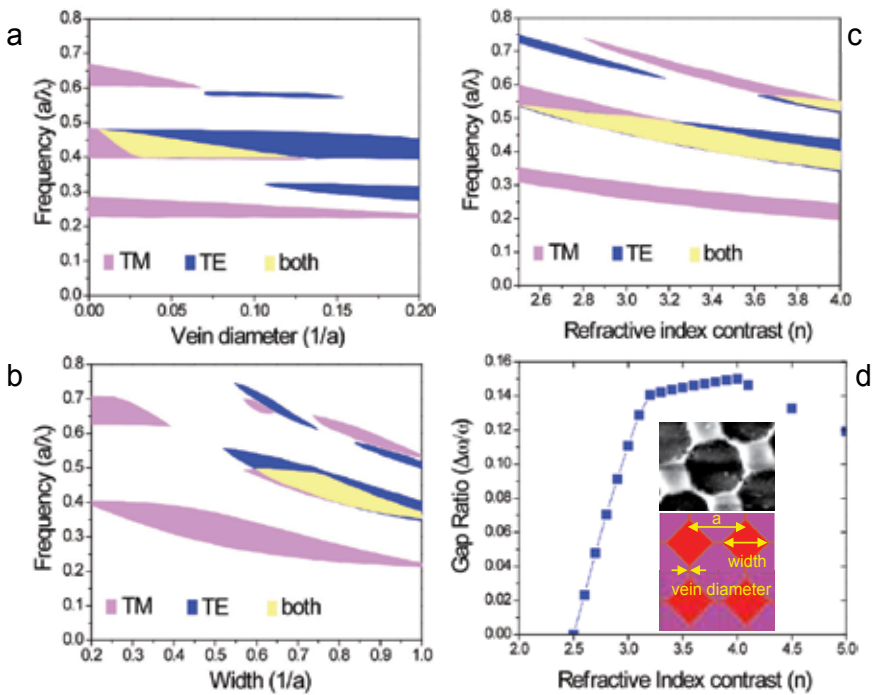 a
0.8
0.7
0.6
0.5
0.4
0.3
0.2
0.1
0.0
Frequency (a/λ)
TM TE both
0.00 0.05 0.10 0.15 0.20
Vein diameter (1/a)
c
0.8
0.7
0.6
0.5
0.4
0.3
0.2
0.1
0.0
Frequency (a/λ)
TM TE both
2.6 2.8 3.0 3.2 3.4 3.6 3.8 4.0
Refractive index contrast (n)
b
0.8
0.7
0.6
0.5
0.4
0.3
0.2
0.1
0.0
Frequency (a/λ)
TM TE both
0.2 0.3 0.4 0.5 0.6 0.7 0.8 0.9 1.0
Width (1/a)
d
0.16
0.14
0.12
0.10
0.08
0.06
0.04
0.02
0.00
Gap Ratio (Δω/ω)
a
width
vein diameter
2.0 2.5 3.0 3.5 4.0 4.5 5.0
Refractive Index contrast (n)